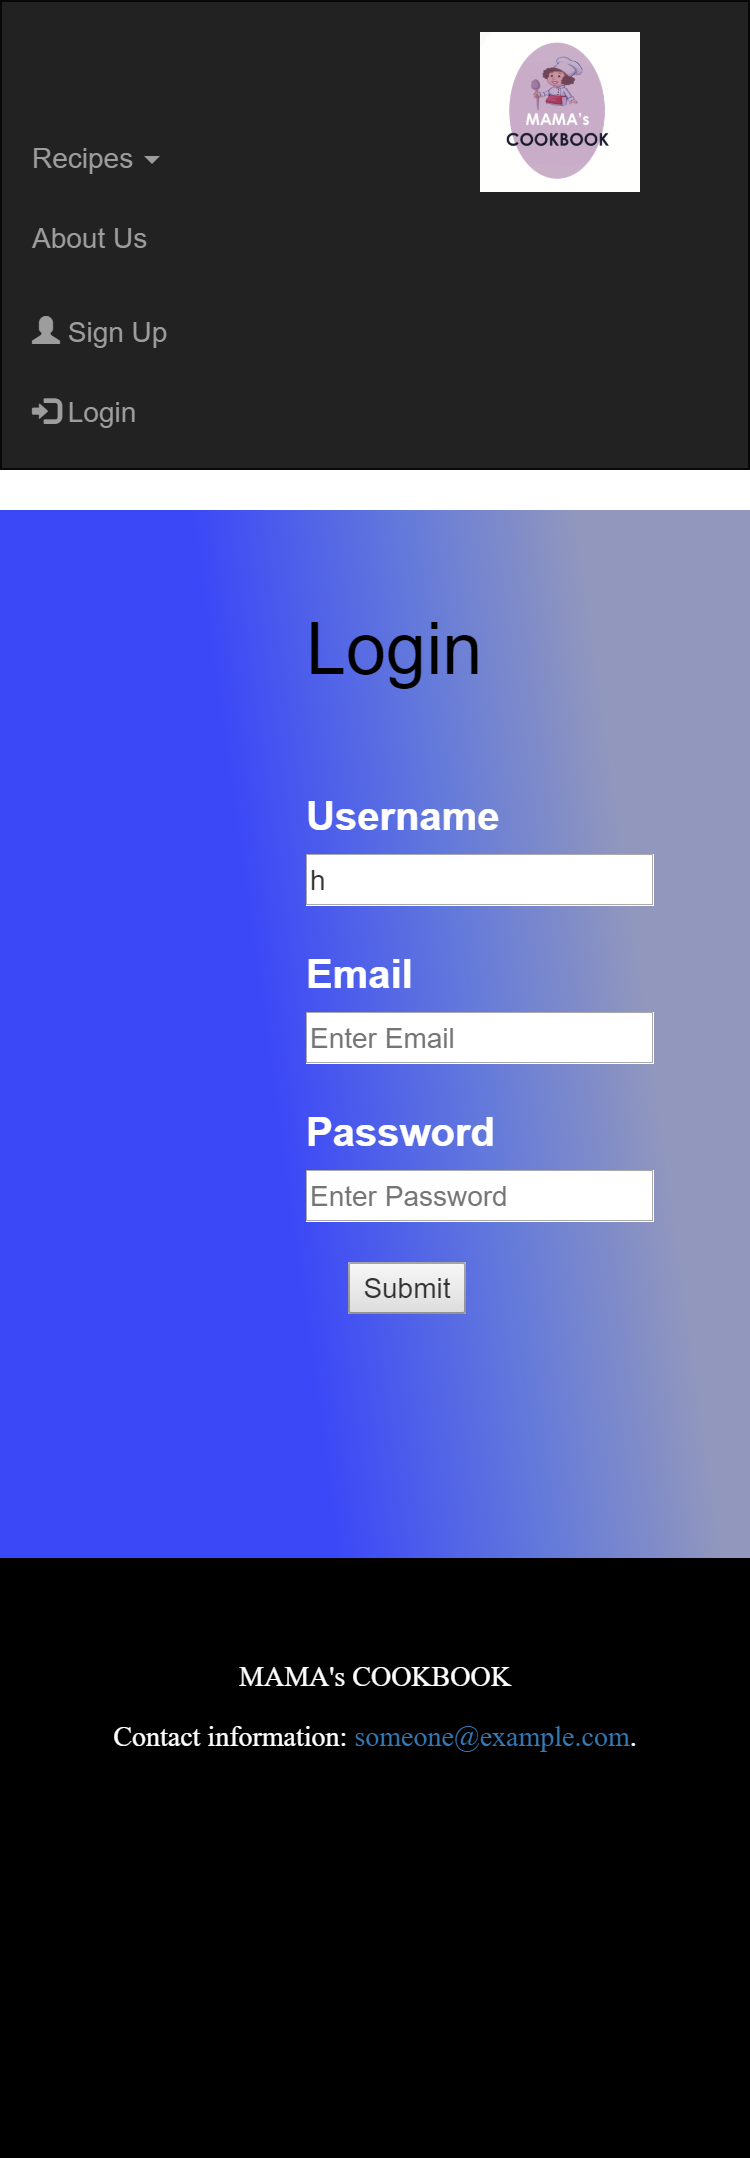 MAMA's
COOKBOOK
Recipes
About Us
Sign Up
Login
Login
Username
h
Email
Enter Email
Password
Enter Password
Submit
MAMA's COOKBOOK
Contact information: someone@example.com.